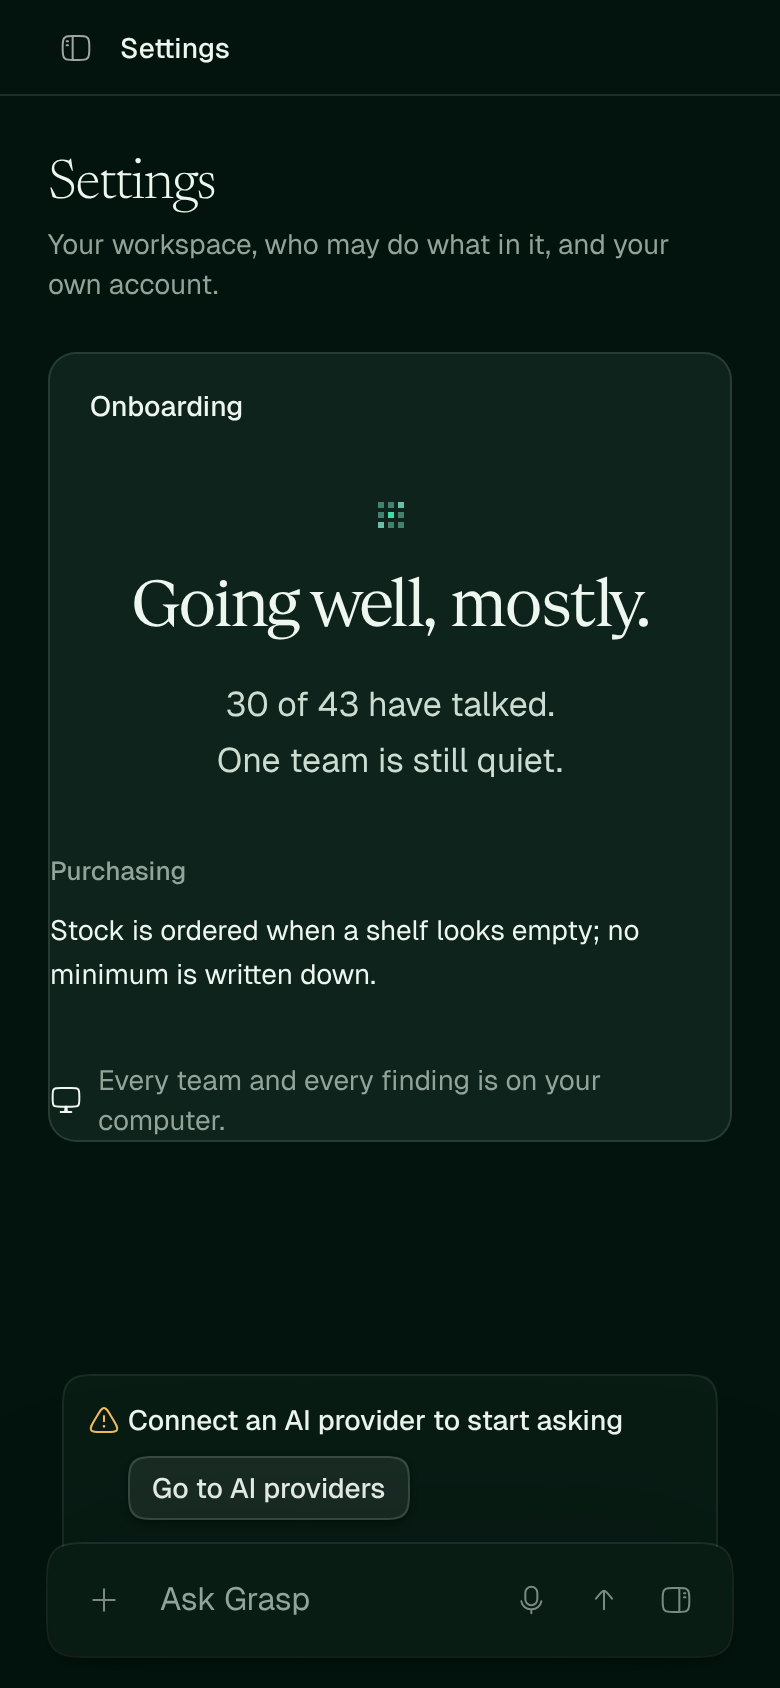 Settings
Settings
Your workspace, who may do what in it, and your
own account.
Onboarding
Going well, mostly.
30 of 43 have talked.
One team is still quiet.
Purchasing
Stock is ordered when a shelf looks empty; no
minimum is written down.
Every team and every finding is on your
computer.
Connect an AI provider to start asking
Go to AI providers
Ask Grasp